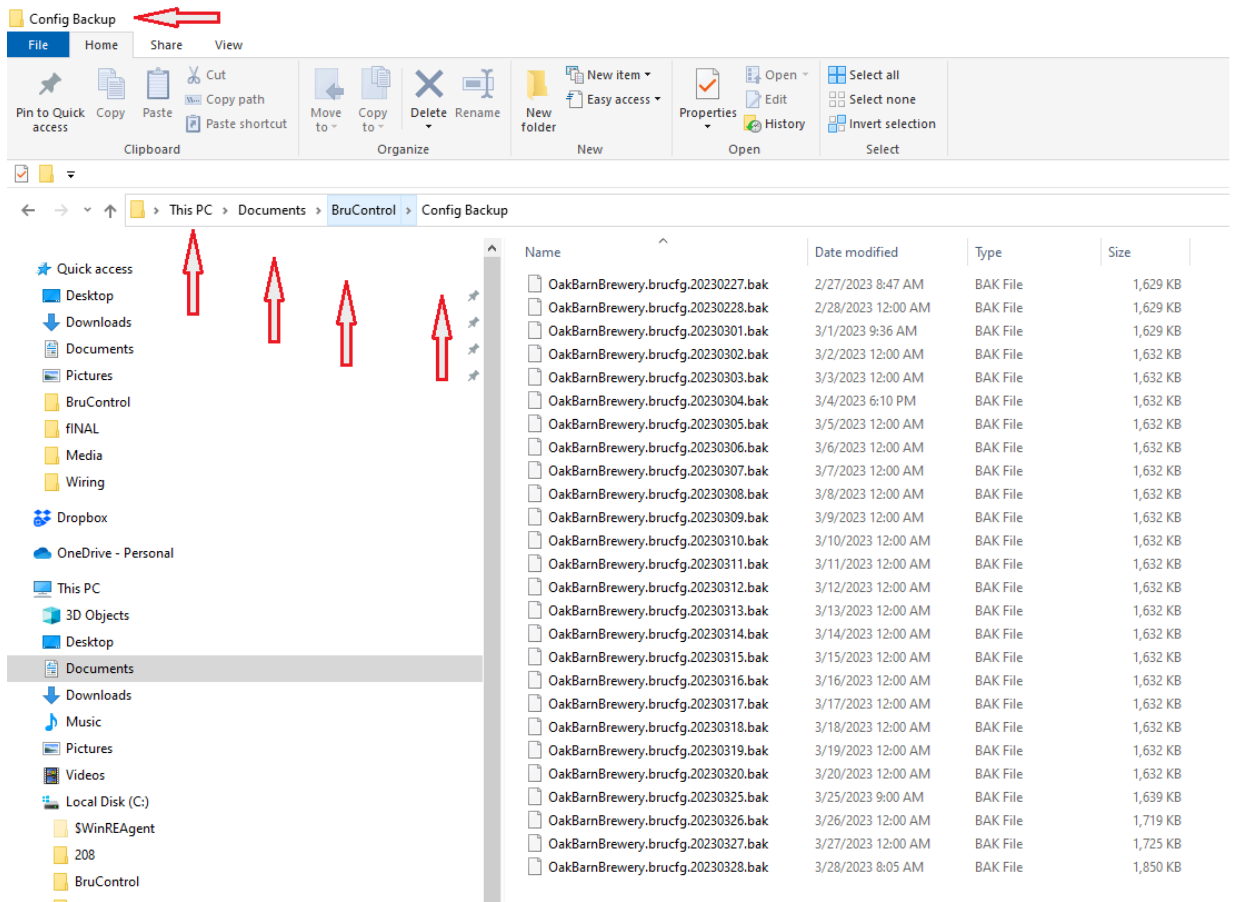 Config Backup
File Home Share View
Pin to Quick access
Copy
Paste
Cut
Copy path
Paste shortcut
Move to
Copy to
Delete
Rename
New folder
New item
Easy access
Properties
Open
Edit
History
Select all
Select none
Invert selection
Clipboard Organize New Open Select
This PC > Documents > BruControl > Config Backup
Quick access
Desktop
Downloads
Documents
Pictures
BruControl
fINAL
Media
Wiring
Dropbox
OneDrive - Personal
This PC
3D Objects
Desktop
Documents
Downloads
Music
Pictures
Videos
Local Disk (C:)
$WinREAgent
208
BruControl
Name Date modified Type Size
OakBarnBrewery.brucfg.20230227.bak 2/27/2023 8:47 AM BAK File 1,629 KB
OakBarnBrewery.brucfg.20230228.bak 2/28/2023 12:00 AM BAK File 1,629 KB
OakBarnBrewery.brucfg.20230301.bak 3/1/2023 9:36 AM BAK File 1,629 KB
OakBarnBrewery.brucfg.20230302.bak 3/2/2023 12:00 AM BAK File 1,632 KB
OakBarnBrewery.brucfg.20230303.bak 3/3/2023 12:00 AM BAK File 1,632 KB
OakBarnBrewery.brucfg.20230304.bak 3/4/2023 6:10 PM BAK File 1,632 KB
OakBarnBrewery.brucfg.20230305.bak 3/5/2023 12:00 AM BAK File 1,632 KB
OakBarnBrewery.brucfg.20230306.bak 3/6/2023 12:00 AM BAK File 1,632 KB
OakBarnBrewery.brucfg.20230307.bak 3/7/2023 12:00 AM BAK File 1,632 KB
OakBarnBrewery.brucfg.20230308.bak 3/8/2023 12:00 AM BAK File 1,632 KB
OakBarnBrewery.brucfg.20230309.bak 3/9/2023 12:00 AM BAK File 1,632 KB
OakBarnBrewery.brucfg.20230310.bak 3/10/2023 12:00 AM BAK File 1,632 KB
OakBarnBrewery.brucfg.20230311.bak 3/11/2023 12:00 AM BAK File 1,632 KB
OakBarnBrewery.brucfg.20230312.bak 3/12/2023 12:00 AM BAK File 1,632 KB
OakBarnBrewery.brucfg.20230313.bak 3/13/2023 12:00 AM BAK File 1,632 KB
OakBarnBrewery.brucfg.20230314.bak 3/14/2023 12:00 AM BAK File 1,632 KB
OakBarnBrewery.brucfg.20230315.bak 3/15/2023 12:00 AM BAK File 1,632 KB
OakBarnBrewery.brucfg.20230316.bak 3/16/2023 12:00 AM BAK File 1,632 KB
OakBarnBrewery.brucfg.20230317.bak 3/17/2023 12:00 AM BAK File 1,632 KB
OakBarnBrewery.brucfg.20230318.bak 3/18/2023 12:00 AM BAK File 1,632 KB
OakBarnBrewery.brucfg.20230319.bak 3/19/2023 12:00 AM BAK File 1,632 KB
OakBarnBrewery.brucfg.20230320.bak 3/20/2023 12:00 AM BAK File 1,632 KB
OakBarnBrewery.brucfg.20230325.bak 3/25/2023 9:00 AM BAK File 1,639 KB
OakBarnBrewery.brucfg.20230326.bak 3/26/2023 12:00 AM BAK File 1,719 KB
OakBarnBrewery.brucfg.20230327.bak 3/27/2023 12:00 AM BAK File 1,725 KB
OakBarnBrewery.brucfg.20230328.bak 3/28/2023 8:05 AM BAK File 1,850 KB